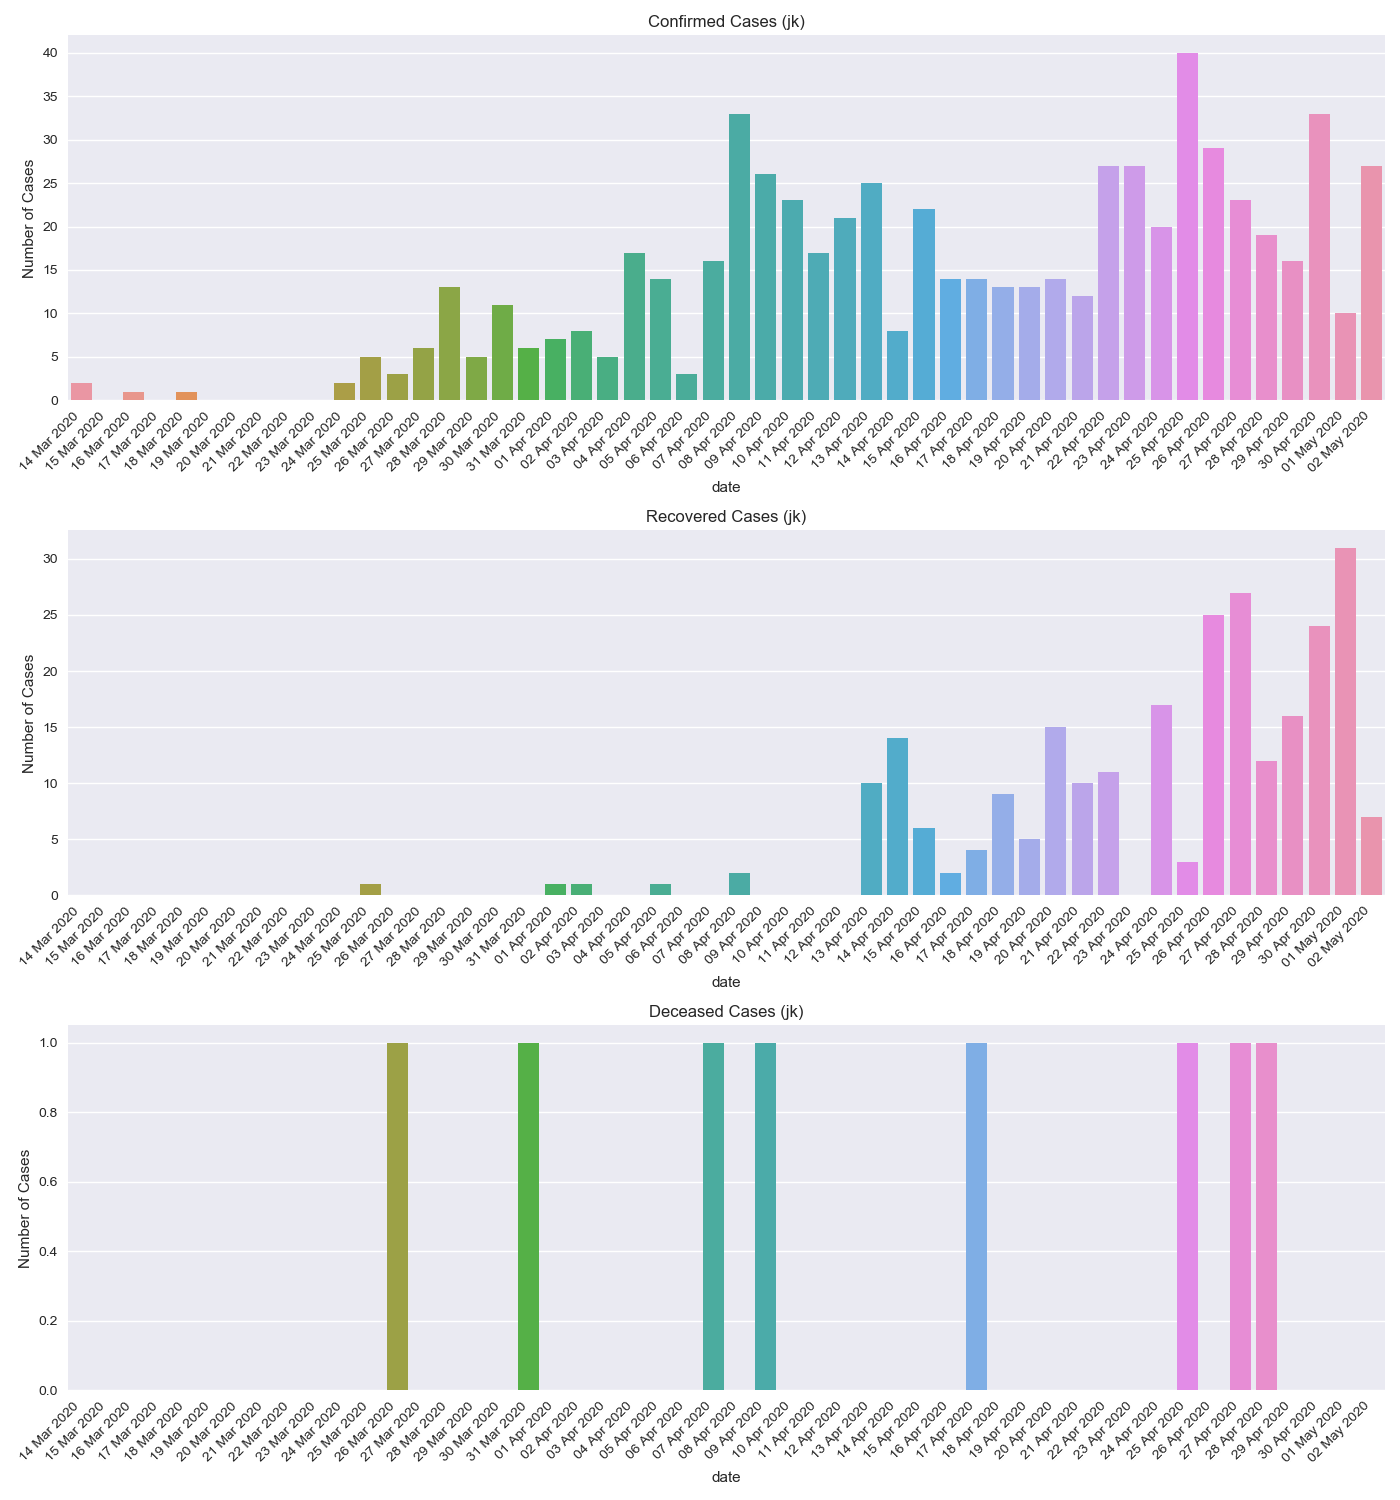 Confirmed Cases (jk)
Number of Cases
40
35
30
25
20
15
10
5
0
14 Mar 2020
15 Mar 2020
16 Mar 2020
17 Mar 2020
18 Mar 2020
19 Mar 2020
20 Mar 2020
21 Mar 2020
22 Mar 2020
23 Mar 2020
24 Mar 2020
25 Mar 2020
26 Mar 2020
27 Mar 2020
28 Mar 2020
29 Mar 2020
30 Mar 2020
31 Mar 2020
01 Apr 2020
02 Apr 2020
03 Apr 2020
04 Apr 2020
05 Apr 2020
06 Apr 2020
07 Apr 2020
08 Apr 2020
09 Apr 2020
10 Apr 2020
11 Apr 2020
12 Apr 2020
13 Apr 2020
14 Apr 2020
15 Apr 2020
16 Apr 2020
17 Apr 2020
18 Apr 2020
19 Apr 2020
20 Apr 2020
21 Apr 2020
22 Apr 2020
23 Apr 2020
24 Apr 2020
25 Apr 2020
26 Apr 2020
27 Apr 2020
28 Apr 2020
29 Apr 2020
30 Apr 2020
01 May 2020
02 May 2020
date
Recovered Cases (jk)
Number of Cases
30
25
20
15
10
5
0
14 Mar 2020
15 Mar 2020
16 Mar 2020
17 Mar 2020
18 Mar 2020
19 Mar 2020
20 Mar 2020
21 Mar 2020
22 Mar 2020
23 Mar 2020
24 Mar 2020
25 Mar 2020
26 Mar 2020
27 Mar 2020
28 Mar 2020
29 Mar 2020
30 Mar 2020
31 Mar 2020
01 Apr 2020
02 Apr 2020
03 Apr 2020
04 Apr 2020
05 Apr 2020
06 Apr 2020
07 Apr 2020
08 Apr 2020
09 Apr 2020
10 Apr 2020
11 Apr 2020
12 Apr 2020
13 Apr 2020
14 Apr 2020
15 Apr 2020
16 Apr 2020
17 Apr 2020
18 Apr 2020
19 Apr 2020
20 Apr 2020
21 Apr 2020
22 Apr 2020
23 Apr 2020
24 Apr 2020
25 Apr 2020
26 Apr 2020
27 Apr 2020
28 Apr 2020
29 Apr 2020
30 Apr 2020
01 May 2020
02 May 2020
date
Deceased Cases (jk)
Number of Cases
1.0
0.8
0.6
0.4
0.2
0.0
14 Mar 2020
15 Mar 2020
16 Mar 2020
17 Mar 2020
18 Mar 2020
19 Mar 2020
20 Mar 2020
21 Mar 2020
22 Mar 2020
23 Mar 2020
24 Mar 2020
25 Mar 2020
26 Mar 2020
27 Mar 2020
28 Mar 2020
29 Mar 2020
30 Mar 2020
31 Mar 2020
01 Apr 2020
02 Apr 2020
03 Apr 2020
04 Apr 2020
05 Apr 2020
06 Apr 2020
07 Apr 2020
08 Apr 2020
09 Apr 2020
10 Apr 2020
11 Apr 2020
12 Apr 2020
13 Apr 2020
14 Apr 2020
15 Apr 2020
16 Apr 2020
17 Apr 2020
18 Apr 2020
19 Apr 2020
20 Apr 2020
21 Apr 2020
22 Apr 2020
23 Apr 2020
24 Apr 2020
25 Apr 2020
26 Apr 2020
27 Apr 2020
28 Apr 2020
29 Apr 2020
30 Apr 2020
01 May 2020
02 May 2020
date